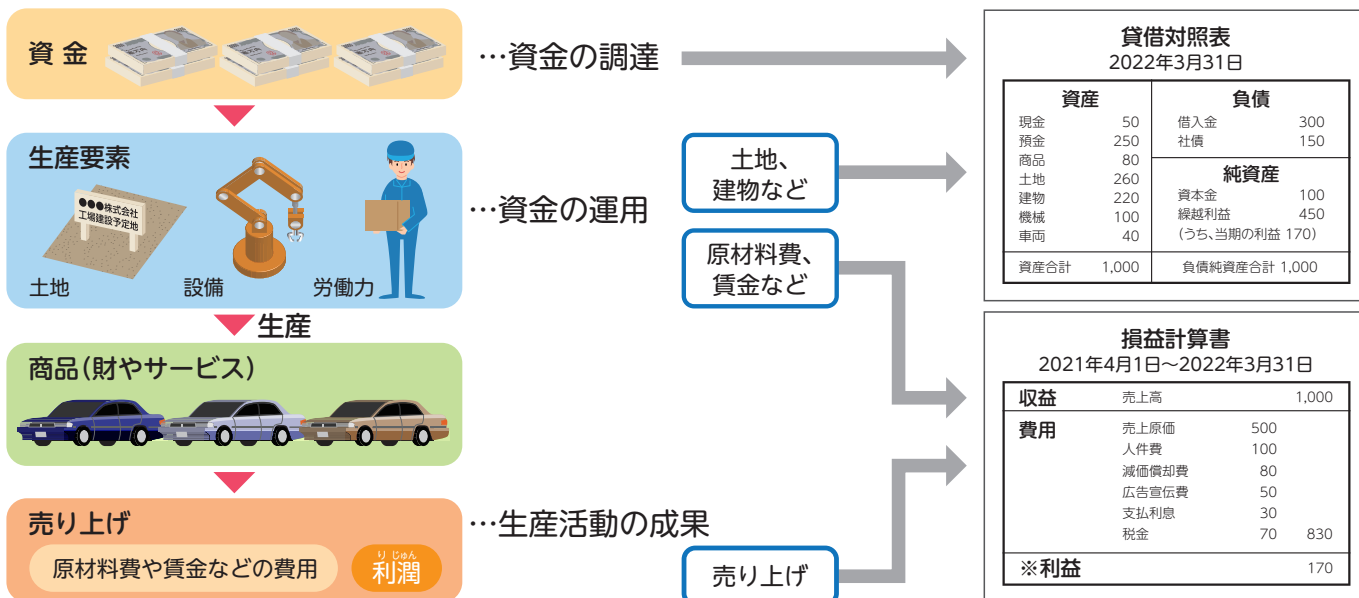 資金
…資金の調達
生産要素
●●●株式会社
工場建設予定地
土地
設備
労働力
…資金の運用
生産
商品(財やサービス)
売り上げ
原材料費や賃金などの費用
りじゅん
利潤
…生産活動の成果
土地、
建物など
原材料費、
賃金など
売り上げ
貸借対照表
2022年3月31日
資産
現金 50
預金 250
商品 80
土地 260
建物 220
機械 100
車両 40
資産合計 1,000
負債
借入金 300
社債 150
純資産
資本金 100
繰越利益 450
(うち、当期の利益 170)
負債純資産合計 1,000
損益計算書
2021年4月1日〜2022年3月31日
収益 売上高 1,000
費用 売上原価 500
人件費 100
減価償却費 80
広告宣伝費 50
支払利息 30
税金 70 830
※利益 170